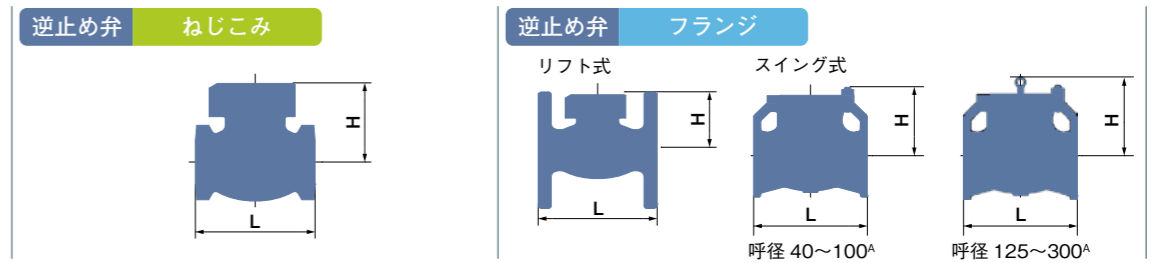 逆止め弁 ねじこみ
H
L
逆止め弁 フランジ
リフト式
H
L
スイング式
H
L
呼径 40〜100A
H
L
呼径 125〜300A